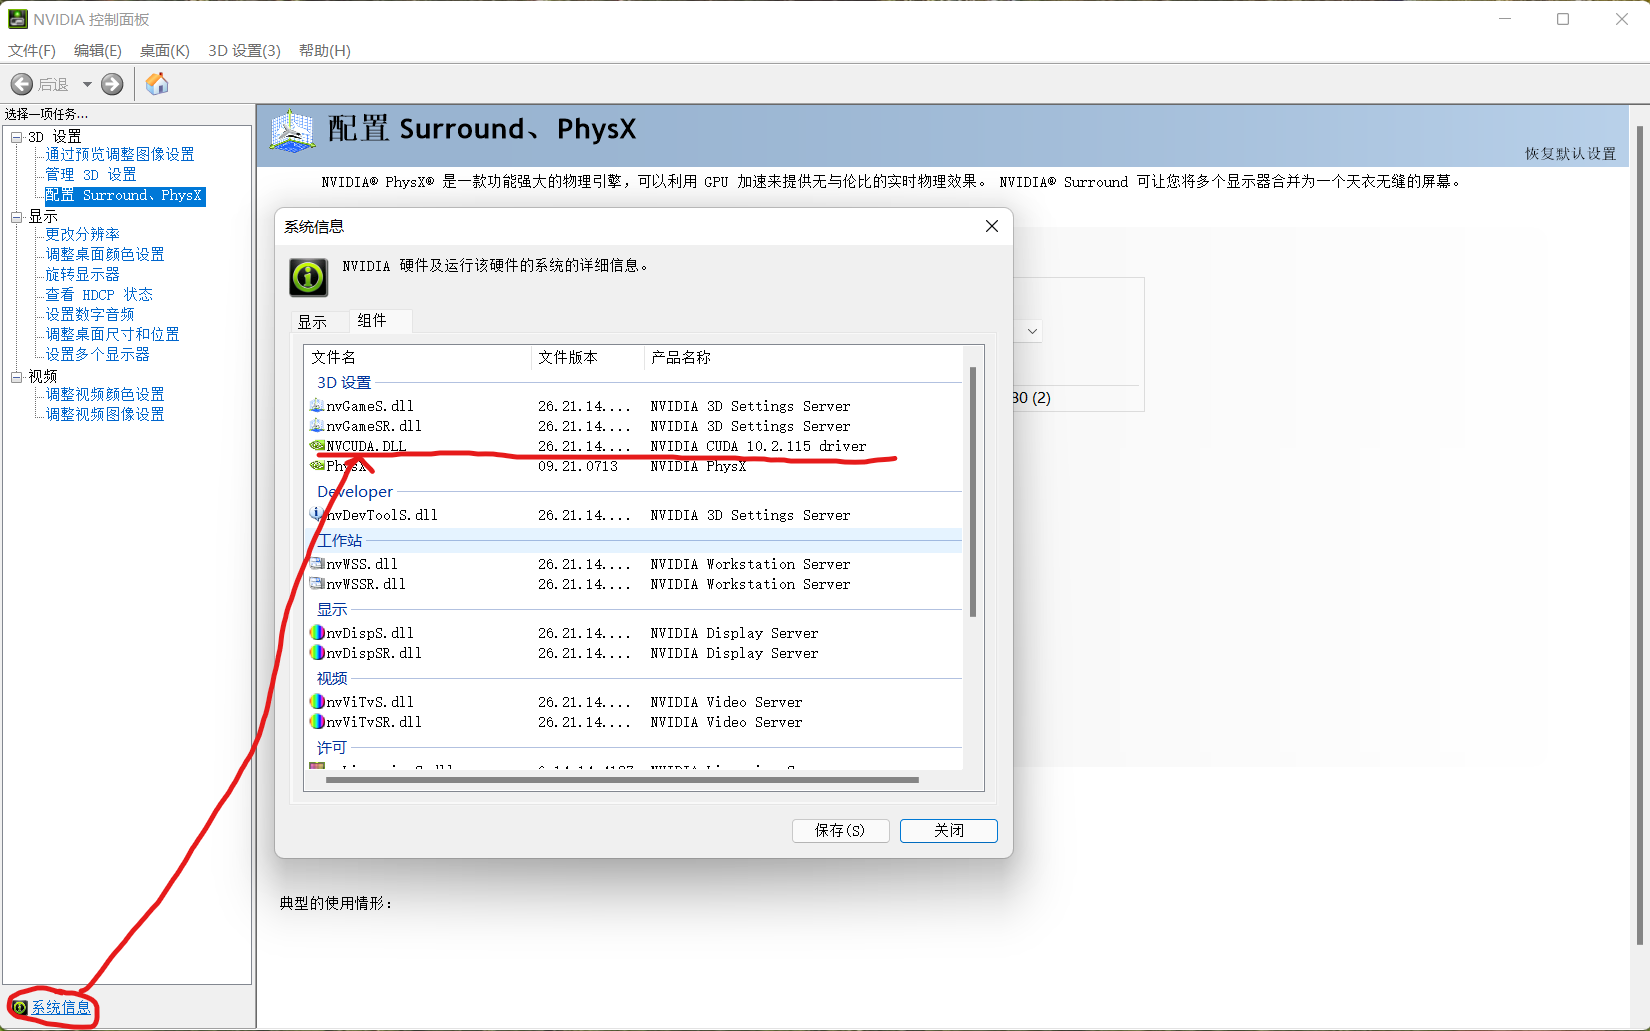 NVIDIA 控制面板
文件(F) 编辑(E) 桌面(K) 3D 设置(3) 帮助(H)
后退
选择一项任务...
3D 设置
通过预览调整图像设置
管理 3D 设置
配置 Surround、PhysX
显示
更改分辨率
调整桌面颜色设置
旋转显示器
查看 HDCP 状态
设置数字音频
调整桌面尺寸和位置
设置多个显示器
视频
调整视频颜色设置
调整视频图像设置
系统信息
配置 Surround、PhysX
恢复默认设置
NVIDIA® PhysX® 是一款功能强大的物理引擎，可以利用 GPU 加速来提供无与伦比的实时物理效果。 NVIDIA® Surround 可让您将多个显示器合并为一个天衣无缝的屏幕。
系统信息
NVIDIA 硬件及运行该硬件的系统的详细信息。
显示 组件
文件名 文件版本 产品名称
3D 设置
nvGameS.dll 26.21.14.... NVIDIA 3D Settings Server
nvGameSR.dll 26.21.14.... NVIDIA 3D Settings Server
NVCUDA.DLL 26.21.14.... NVIDIA CUDA 10.2.115 driver
PhysX 09.21.0713 NVIDIA PhysX
Developer
nvDevToolS.dll 26.21.14.... NVIDIA 3D Settings Server
工作站
nvWSS.dll 26.21.14.... NVIDIA Workstation Server
nvWSSR.dll 26.21.14.... NVIDIA Workstation Server
显示
nvDispS.dll 26.21.14.... NVIDIA Display Server
nvDispSR.dll 26.21.14.... NVIDIA Display Server
视频
nvViTvS.dll 26.21.14.... NVIDIA Video Server
nvViTvSR.dll 26.21.14.... NVIDIA Video Server
许可
保存(S) 关闭
30 (2)
典型的使用情形：